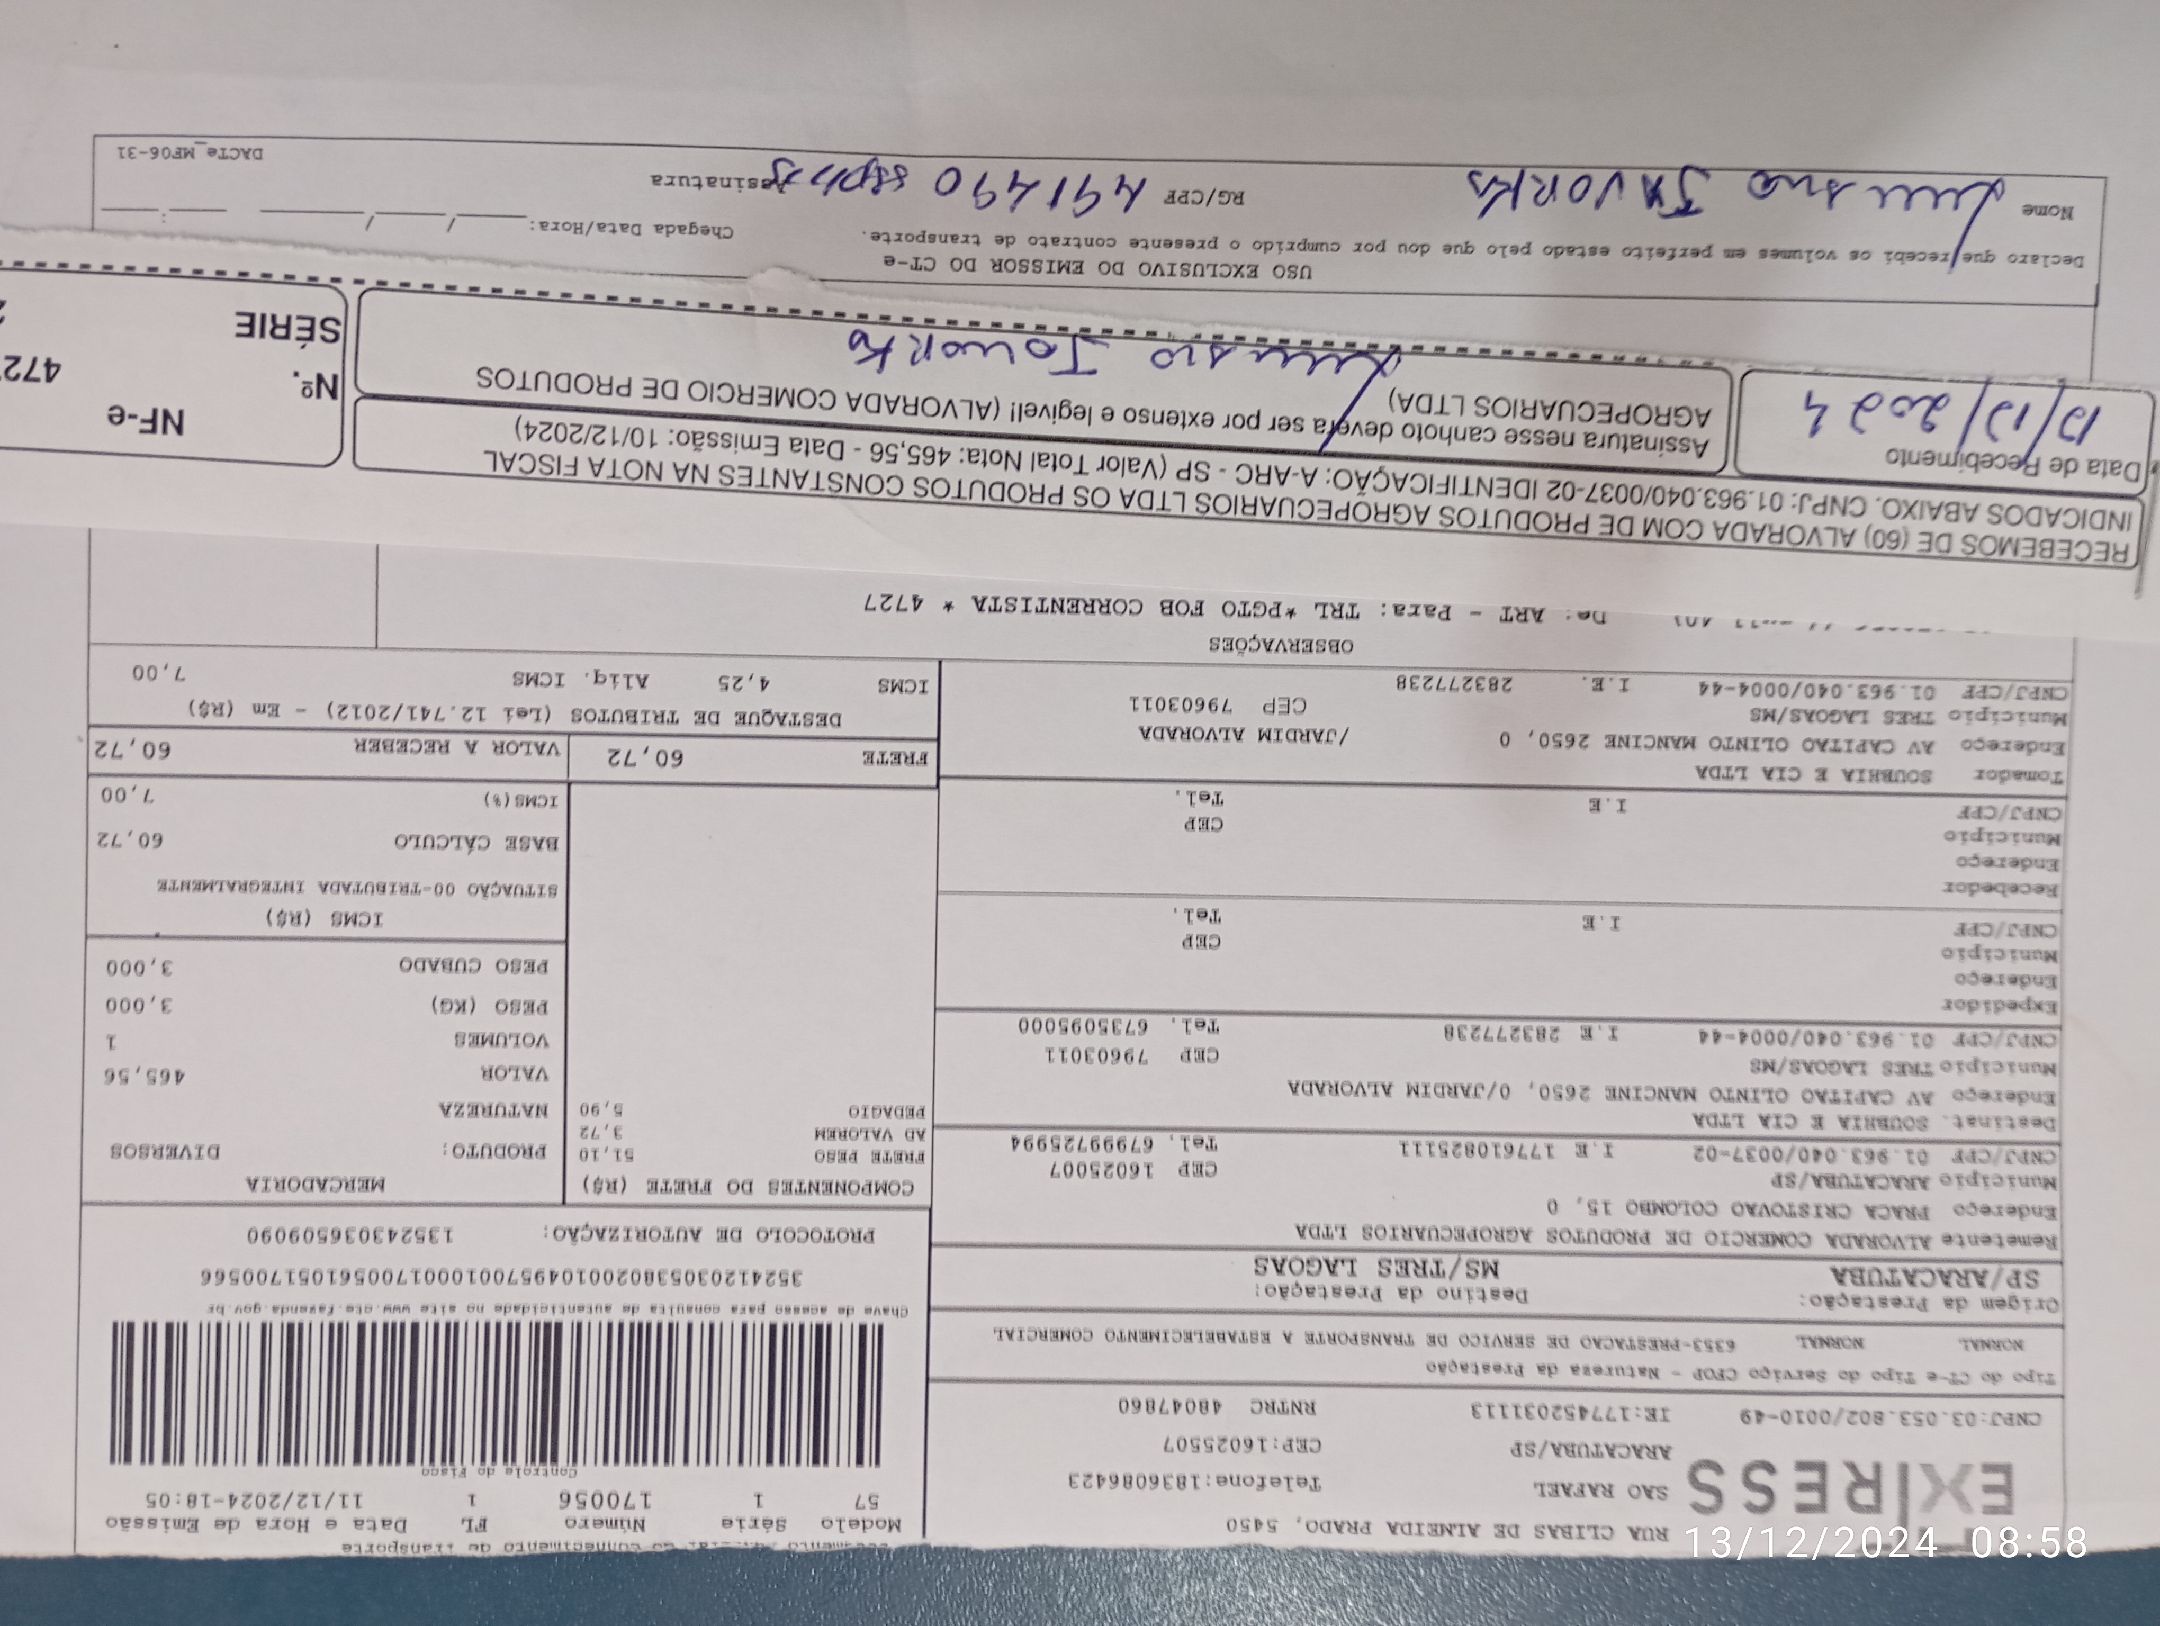 RUA CLIBAS DE ALMEIDA PRADO, 5450
EX|RESS SAO RAFAEL Telefone:1836086423
ARACATUBA/SP CEP:16025507
CNPJ:03.053.802/0010-49 IE:177452031113 RNTRC 48047860
Modelo Série Número FL Data e Hora de Emissão
57 1 170056 1 11/12/2024-18:05
Controle do Fisco
Chave de acesso para consulta de autenticidade no site www.cte.fazenda.gov.br
35241203053802001049570010001700561051700566
PROTOCOLO DE AUTORIZAÇÃO: 135243036509090
Tipo do CT-e Tipo do Serviço CFOP - Natureza da Prestação
NORMAL NORMAL 6353-PRESTACAO DE SERVICO DE TRANSPORTE A ESTABELECIMENTO COMERCIAL
Origem da Prestação: Destino da Prestação:
SP/ARACATUBA MS/TRES LAGOAS
Remetente ALVORADA COMERCIO DE PRODUTOS AGROPECUARIOS LTDA
Endereço PRACA CRISTOVAO COLOMBO 15, 0
Município ARACATUBA/SP CEP 16025007
CNPJ/CPF 01.963.040/0037-02 I.E 177610825111 Tel. 67999725994
Destinat. SOUBHIA E CIA LTDA
Endereço AV CAPITAO OLINTO MANCINE 2650, 0/JARDIM ALVORADA
Município TRES LAGOAS/MS CEP 79603011
CNPJ/CPF 01.963.040/0004-44 I.E 283277238 Tel. 6735095000
Expedidor
Endereço
Município CEP
CNPJ/CPF I.E Tel.
Recebedor
Endereço
Município CEP
CNPJ/CPF I.E Tel.
Tomador SOUBHIA E CIA LTDA
Endereço AV CAPITAO OLINTO MANCINE 2650, 0 /JARDIM ALVORADA
Município TRES LAGOAS/MS CEP 79603011
CNPJ/CPF 01.963.040/0004-44 I.E. 283277238
COMPONENTES DO FRETE (R$)
FRETE PESO 51,10
AD VALOREM 3,72
PEDAGIO 5,90
MERCADORIA
PRODUTO: DIVERSOS
NATUREZA
VALOR 465,56
VOLUMES 1
PESO (KG) 3,000
PESO CUBADO 3,000
ICMS (R$)
SITUAÇÃO 00-TRIBUTADA INTEGRALMENTE
BASE CÁLCULO 60,72
ICMS(%) 7,00
FRETE 60,72 VALOR A RECEBER 60,72
DESTAQUE DE TRIBUTOS (Lei 12.741/2012) - Em (R$)
ICMS 4,25 Alíq. ICMS 7,00
OBSERVAÇÕES
De: ART - Para: TRL *PGTO FOB CORRENTISTA * 4727
RECEBEMOS DE (60) ALVORADA COM DE PRODUTOS AGROPECUARIOS LTDA OS PRODUTOS CONSTANTES NA NOTA FISCAL
INDICADOS ABAIXO. CNPJ: 01.963.040/0037-02 IDENTIFICAÇÃO: A-ARC - SP (Valor Total Nota: 465,56 - Data Emissão: 10/12/2024)
Data de Recebimento
12/12/2024
Assinatura nesse canhoto deverá ser por extenso e legível! (ALVORADA COMERCIO DE PRODUTOS
AGROPECUARIOS LTDA)
NF-e
Nº. 472
SÉRIE
USO EXCLUSIVO DO EMISSOR DO CT-e
Declaro que recebi os volumes em perfeito estado pelo que dou por cumprido o presente contrato de transporte. Chegada Data/Hora: ____/____/____ ___:___
Nome RG/CPF 491490 Assinatura
DACTe_MF06-31
13/12/2024 08:58